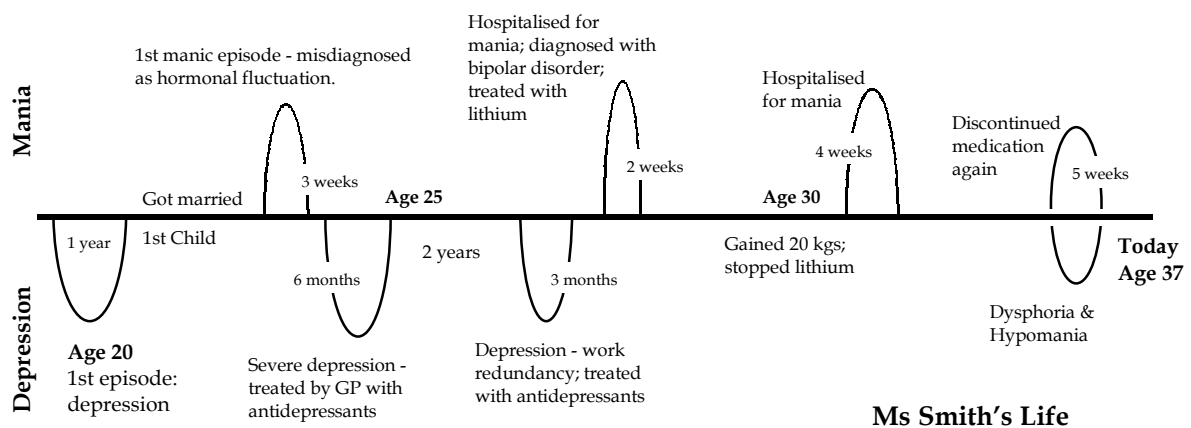 Mania
1st manic episode - misdiagnosed
as hormonal fluctuation.
Hospitalised for
mania; diagnosed with
bipolar disorder;
treated with
lithium
Hospitalised
for mania
Discontinued
medication
again
3 weeks
2 weeks
4 weeks
5 weeks
Got married
Age 25
Age 30
1 year
1st Child
6 months
2 years
3 months
Gained 20 kgs;
stopped lithium
Today
Age 37
Depression
Age 20
1st episode:
depression
Severe depression -
treated by GP with
antidepressants
Depression - work
redundancy; treated
with antidepressants
Dysphoria &
Hypomania
Ms Smith's Life